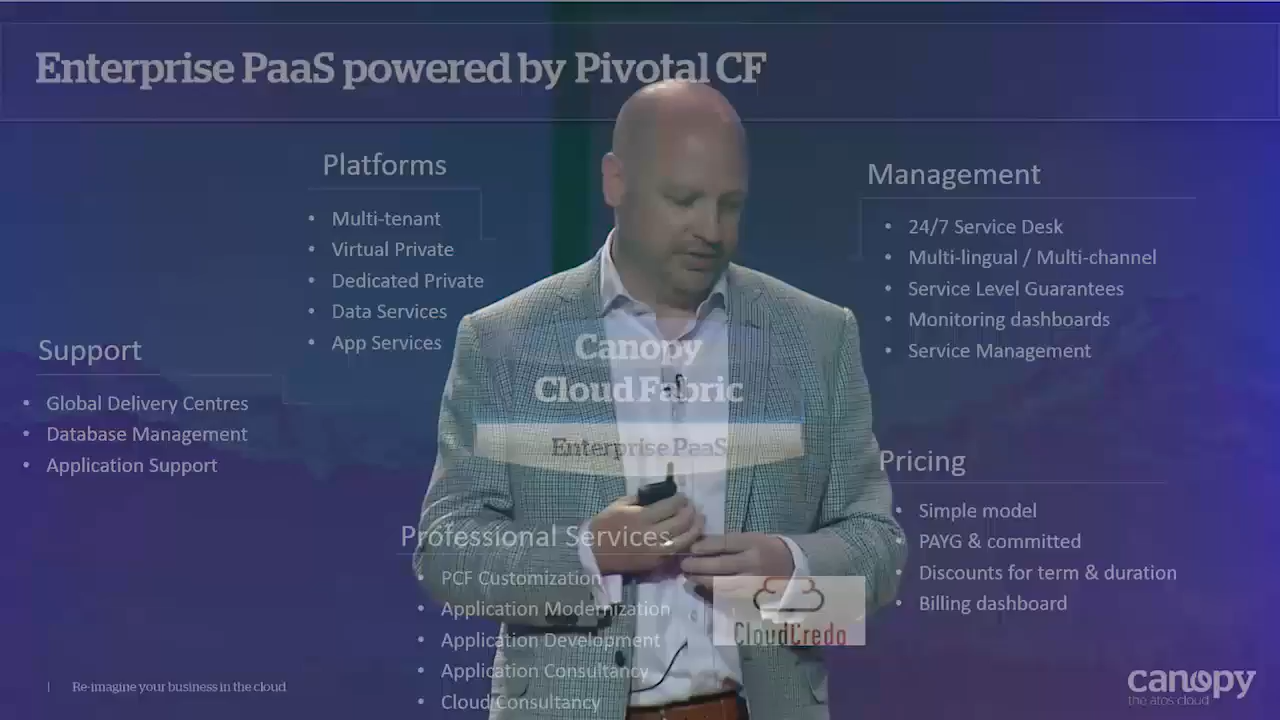 Enterprise PaaS powered by Pivotal CF
Platforms
• Multi-tenant
• Virtual Private
• Dedicated Private
• Data Services
• App Services
Management
• 24/7 Service Desk
• Multi-lingual / Multi-channel
• Service Level Guarantees
• Monitoring dashboards
• Service Management
Support
• Global Delivery Centres
• Database Management
• Application Support
Canopy
Cloud Fabric
Enterprise PaaS
Pricing
• Simple model
• PAYG & committed
• Discounts for term & duration
• Billing dashboard
Professional Services
• PCF Customization
• Application Modernization
• Application Development
• Application Consultancy
• Cloud Consultancy
CloudCredo
| Re-imagine your business in the cloud
canopy
the atos cloud